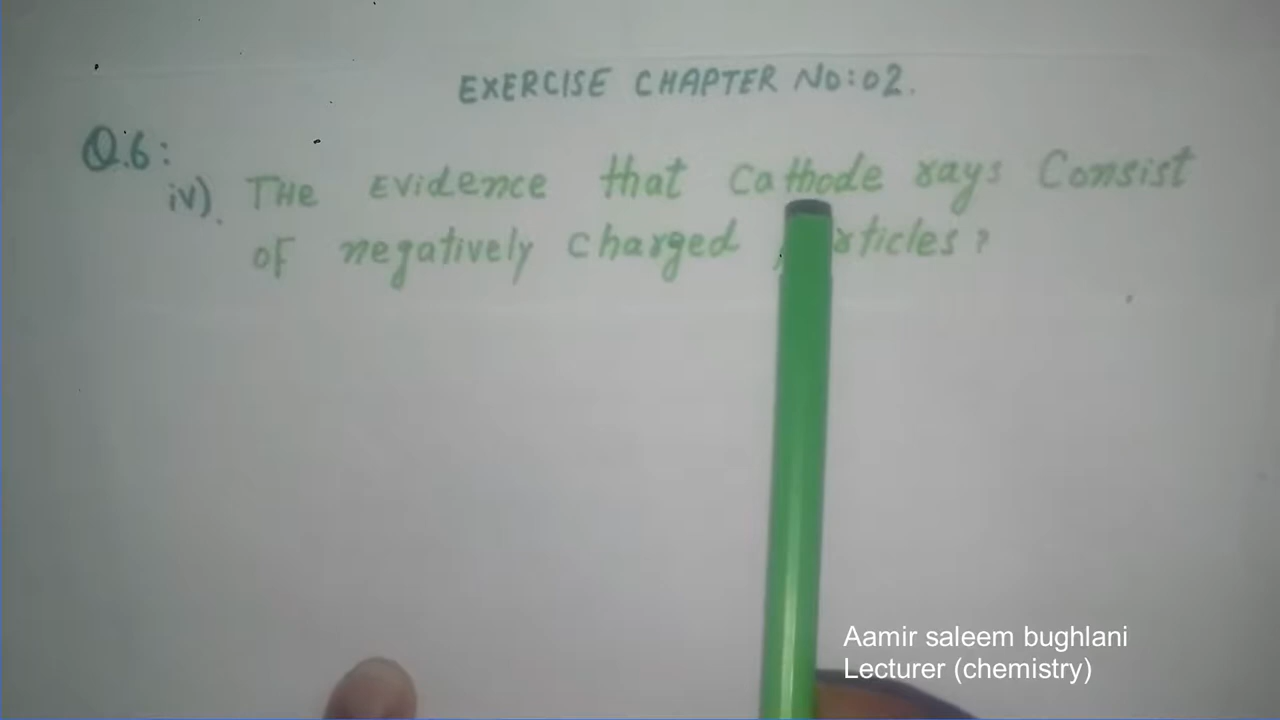 EXERCISE CHAPTER NO:02.
Q.6:
iv). THe Evidence that Cathode rays Consist
of negatively charged particles?
Aamir saleem bughlani
Lecturer (chemistry)